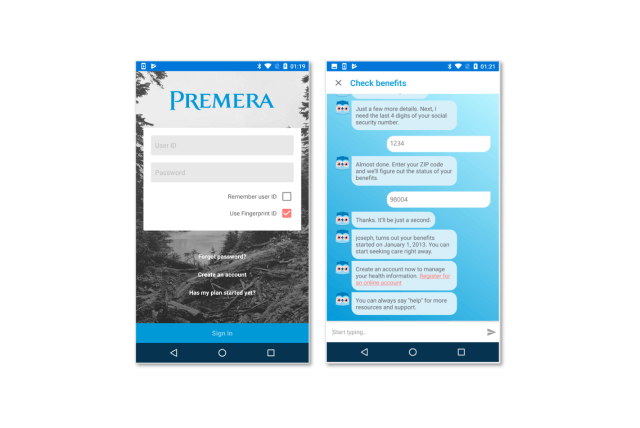 01:19
PREMERA
User ID
Password
Remember user ID
Use Fingerprint ID
Forgot password?
Create an account
Has my plan started yet?
Sign In
01:21
Check benefits
Just a few more details. Next, I
need the last 4 digits of your social
security number.
1234
Almost done. Enter your ZIP code
and we'll figure out the status of your
benefits.
98004
Thanks. It'll be just a second.
joseph, turns out your benefits
started on January 1, 2013. You can
start seeking care right away.
Create an account now to manage
your health information. Register for
an online account
You can always say "help" for more
resources and support.
Start typing...